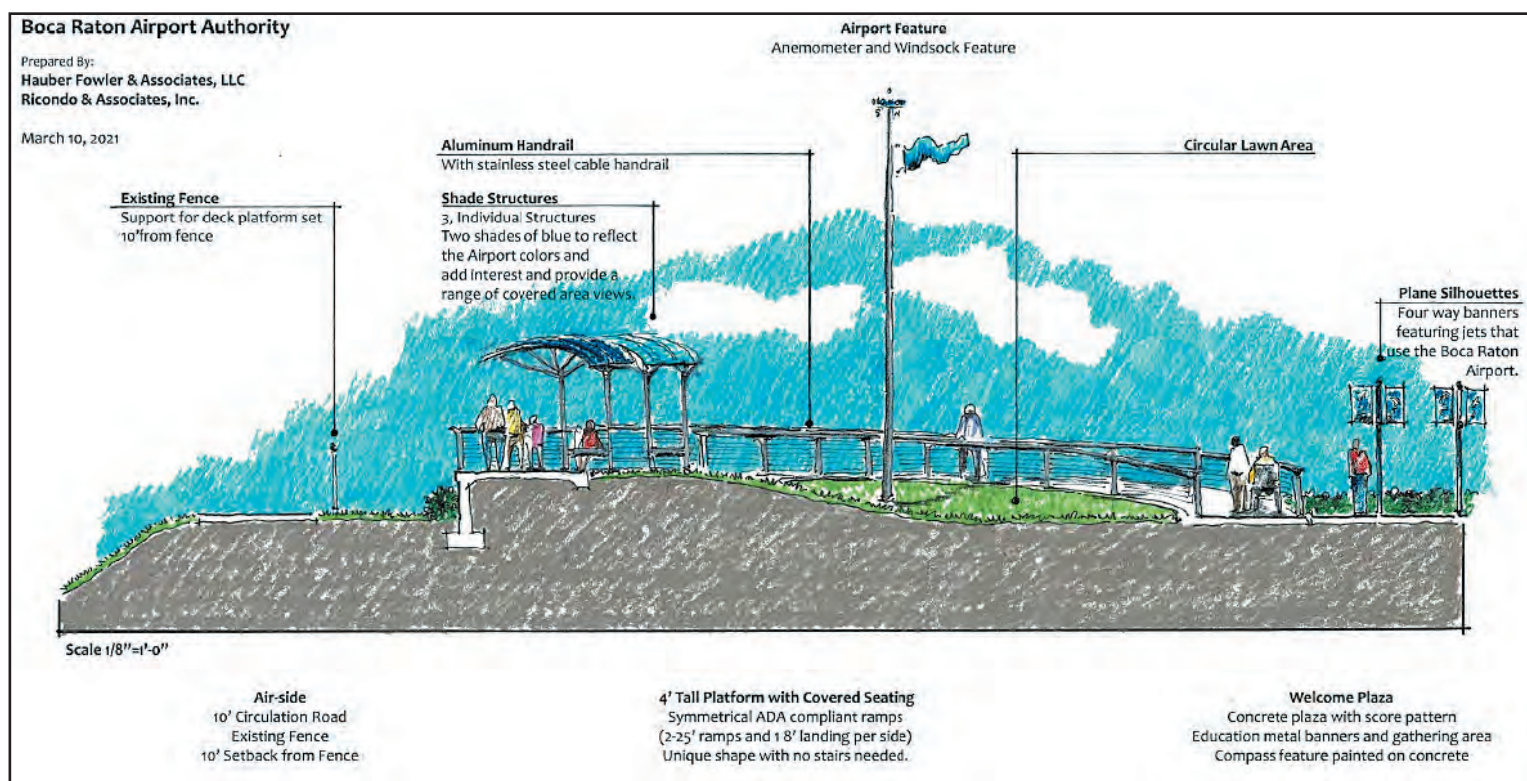 Boca Raton Airport Authority
Prepared By:
Hauber Fowler & Associates, LLC
Ricondo & Associates, Inc.
March 10, 2021
Airport Feature
Anemometer and Windsock Feature
Aluminum Handrail
With stainless steel cable handrail
Circular Lawn Area
Existing Fence
Support for deck platform set
10'from fence
Shade Structures
3, Individual Structures
Two shades of blue to reflect
the Airport colors and
add interest and provide a
range of covered area views.
Plane Silhouettes
Four way banners
featuring jets that
use the Boca Raton
Airport.
Scale 1/8"=1'-0"
Air-side
10' Circulation Road
Existing Fence
10' Setback from Fence
4' Tall Platform with Covered Seating
Symmetrical ADA compliant ramps
(2-25' ramps and 1 8' landing per side)
Unique shape with no stairs needed.
Welcome Plaza
Concrete plaza with score pattern
Education metal banners and gathering area
Compass feature painted on concrete